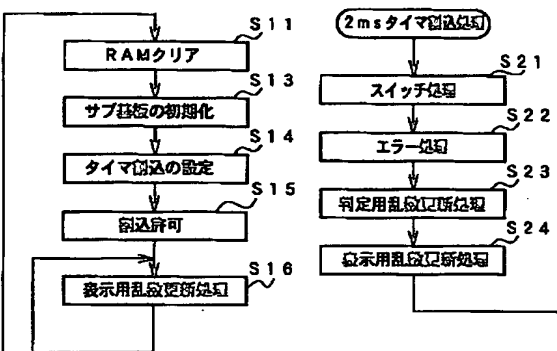 S11
RAMクリア
S13
サブ基板の初期化
S14
タイマ割込の設定
S15
割込許可
S16
表示用乱数更新処理
2msタイマ割込処理
S21
スイッチ処理
S22
エラー処理
S23
判定用乱数更新処理
S24
表示用乱数更新処理